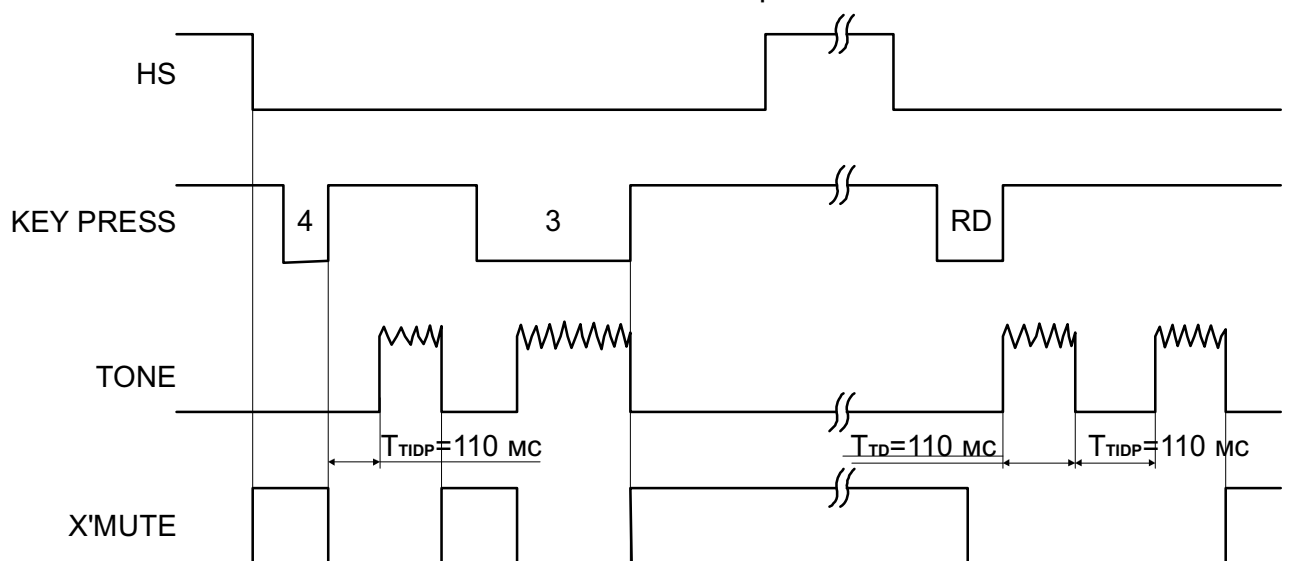 HS
KEY PRESS
4
3
RD
TONE
TTIDP=110 мс
TTD=110 мс
TTIDP=110 мс
X'MUTE